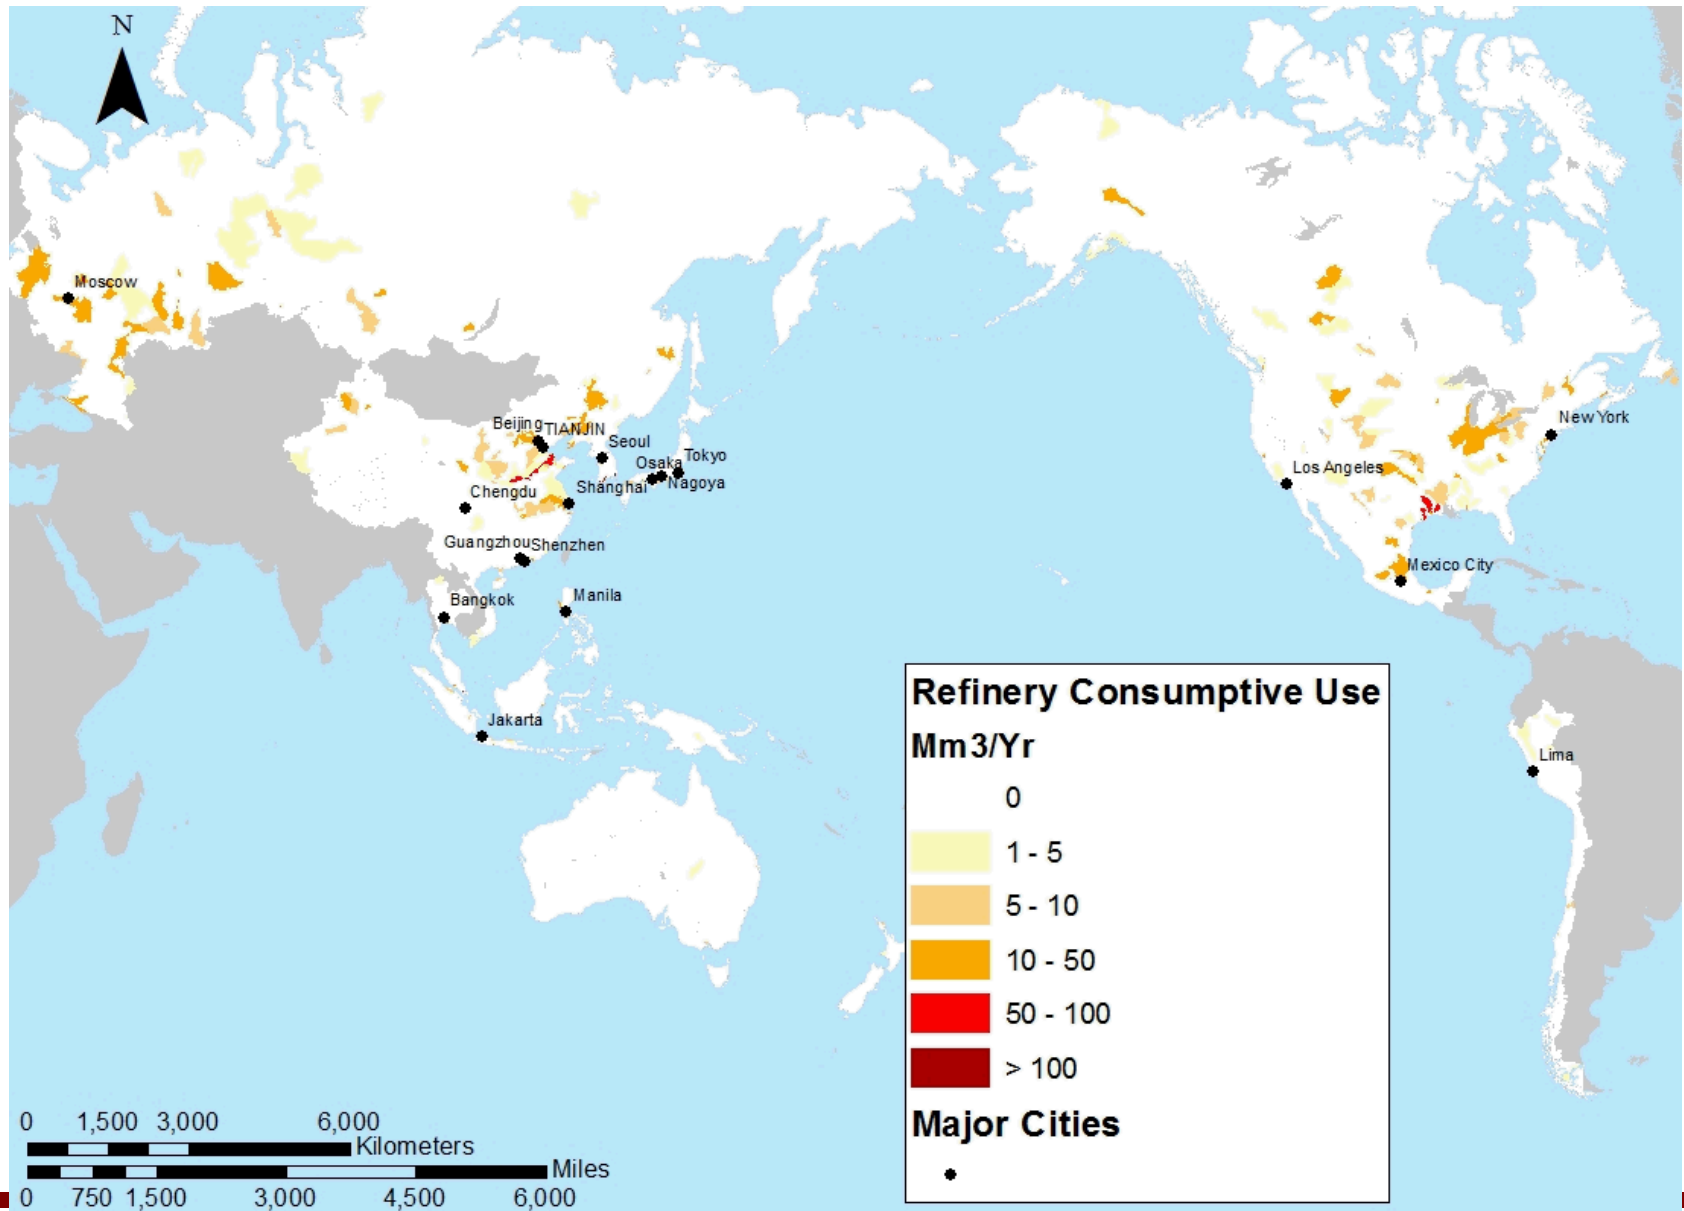 N
Moscow
Beijing
TIANJIN
Seoul
Tokyo
Osaka
Nagoya
Chengdu
Shanghai
Guangzhou
Shenzhen
Bangkok
Manila
Jakarta
New York
Los Angeles
Mexico City
Lima
Refinery Consumptive Use
Mm3/Yr
0
1 - 5
5 - 10
10 - 50
50 - 100
> 100
Major Cities
0 1,500 3,000 6,000
Kilometers
Miles
0 750 1,500 3,000 4,500 6,000